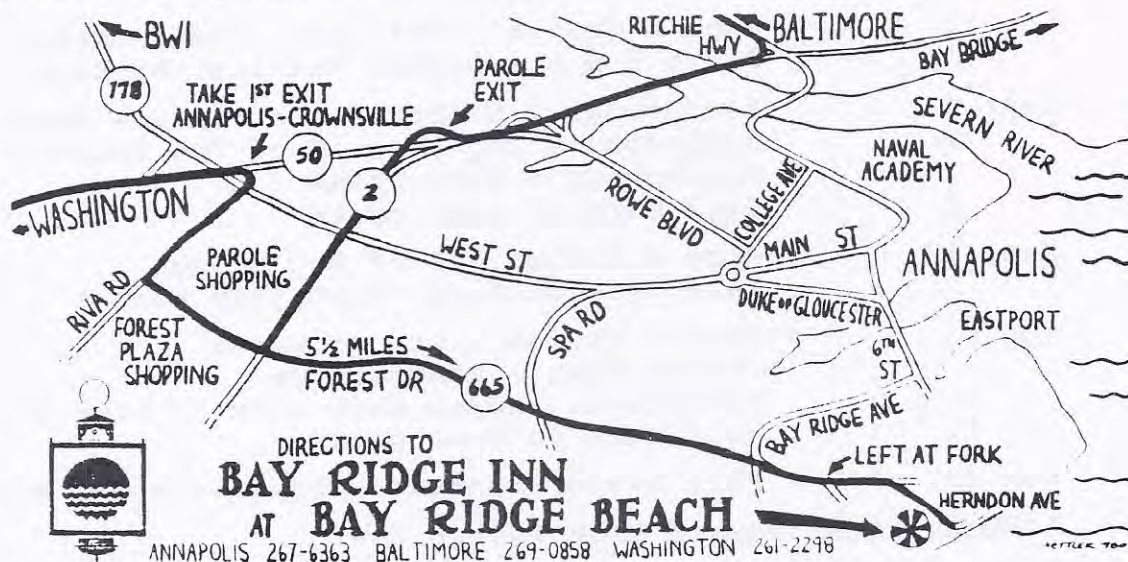 BWI
RITCHIE
HWY
BALTIMORE
BAY BRIDGE
178
TAKE 1ST EXIT
ANNAPOLIS-CROWNSVILLE
PAROLE
EXIT
50
SEVERN RIVER
NAVAL
ACADEMY
WASHINGTON
2
ROWE BLVD
COLLEGE AVE
WEST ST
MAIN ST
ANNAPOLIS
PAROLE
SHOPPING
DUKE OF GLOUCESTER
RIVA RD
FOREST
PLAZA
SHOPPING
5½ MILES
FOREST DR
665
SPA RD
EASTPORT
6TH
ST
BAY RIDGE AVE
LEFT AT FORK
HERNDON AVE
DIRECTIONS TO
BAY RIDGE INN
AT BAY RIDGE BEACH
ANNAPOLIS 267-6363 BALTIMORE 269-0858 WASHINGTON 261-2298